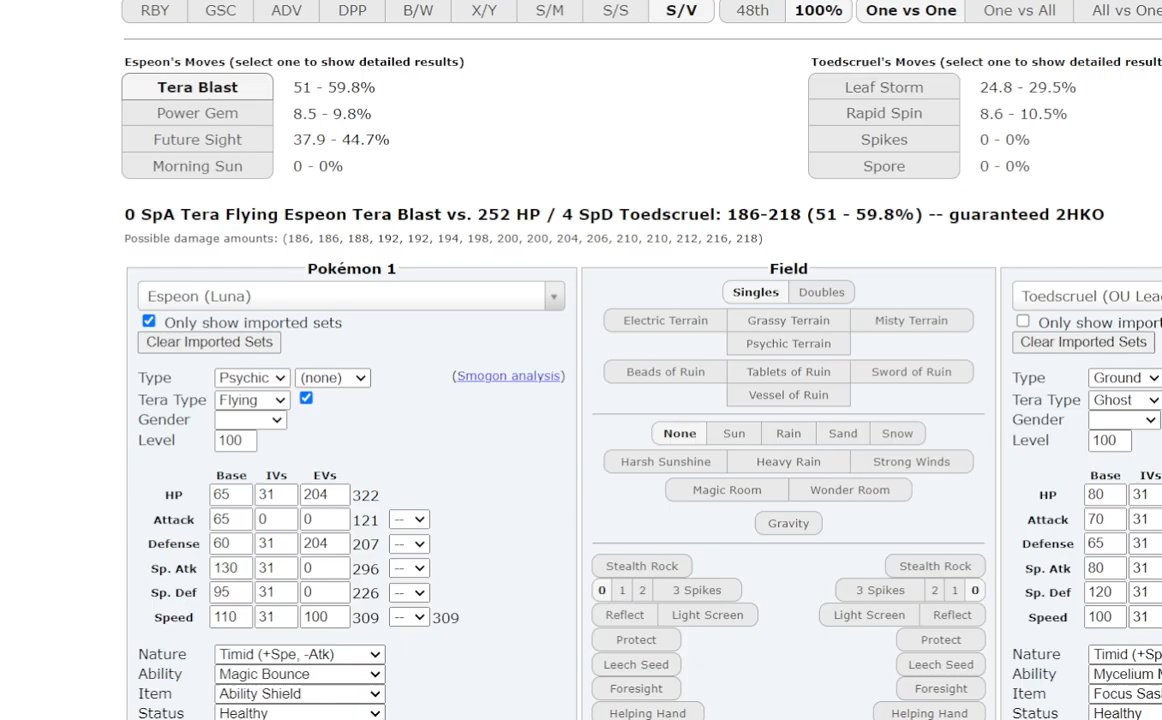 RBY GSC ADV DPP B/W X/Y S/M S/S S/V 48th 100% One vs One One vs All All vs One
Espeon's Moves (select one to show detailed results)
Tera Blast 51 - 59.8%
Power Gem 8.5 - 9.8%
Future Sight 37.9 - 44.7%
Morning Sun 0 - 0%
Toedscruel's Moves (select one to show detailed result
Leaf Storm 24.8 - 29.5%
Rapid Spin 8.6 - 10.5%
Spikes 0 - 0%
Spore 0 - 0%
0 SpA Tera Flying Espeon Tera Blast vs. 252 HP / 4 SpD Toedscruel: 186-218 (51 - 59.8%) -- guaranteed 2HKO
Possible damage amounts: (186, 186, 188, 192, 192, 194, 198, 200, 200, 204, 206, 210, 210, 212, 216, 218)
Pokémon 1
Espeon (Luna)
Only show imported sets
Clear Imported Sets
Type Psychic (none) (Smogon analysis)
Tera Type Flying
Gender
Level 100
Base IVs EVs
HP 65 31 204 322
Attack 65 0 0 121 --
Defense 60 31 204 207 --
Sp. Atk 130 31 0 296 --
Sp. Def 95 31 0 226 --
Speed 110 31 100 309 -- 309
Nature Timid (+Spe, -Atk)
Ability Magic Bounce
Item Ability Shield
Status Healthy
Field
Singles Doubles
Electric Terrain Grassy Terrain Misty Terrain
Psychic Terrain
Beads of Ruin Tablets of Ruin Sword of Ruin
Vessel of Ruin
None Sun Rain Sand Snow
Harsh Sunshine Heavy Rain Strong Winds
Magic Room Wonder Room
Gravity
Stealth Rock Stealth Rock
0 1 2 3 Spikes 3 Spikes 2 1 0
Reflect Light Screen Light Screen Reflect
Protect Protect
Leech Seed Leech Seed
Foresight Foresight
Helping Hand Helping Hand
Toedscruel (OU Lea
Only show import
Clear Imported Sets
Type Ground
Tera Type Ghost
Gender
Level 100
Base IVs
HP 80 31
Attack 70 31
Defense 65 31
Sp. Atk 80 31
Sp. Def 120 31
Speed 100 31
Nature Timid (+Sp
Ability Mycelium M
Item Focus Sas
Status Healthy